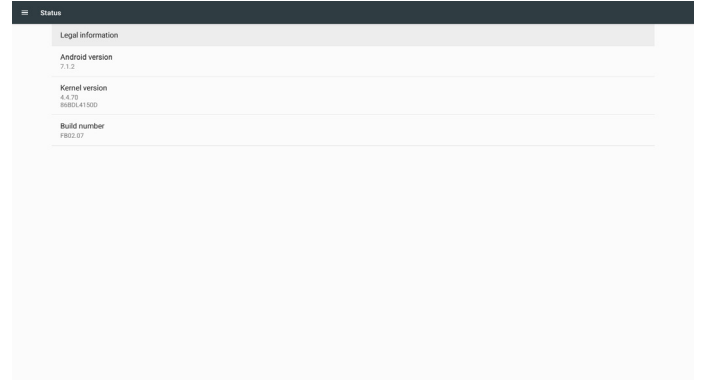 Status
Legal information
Android version
7.1.2
Kernel version
4.4.70
86BDL4150D
Build number
FB02.07